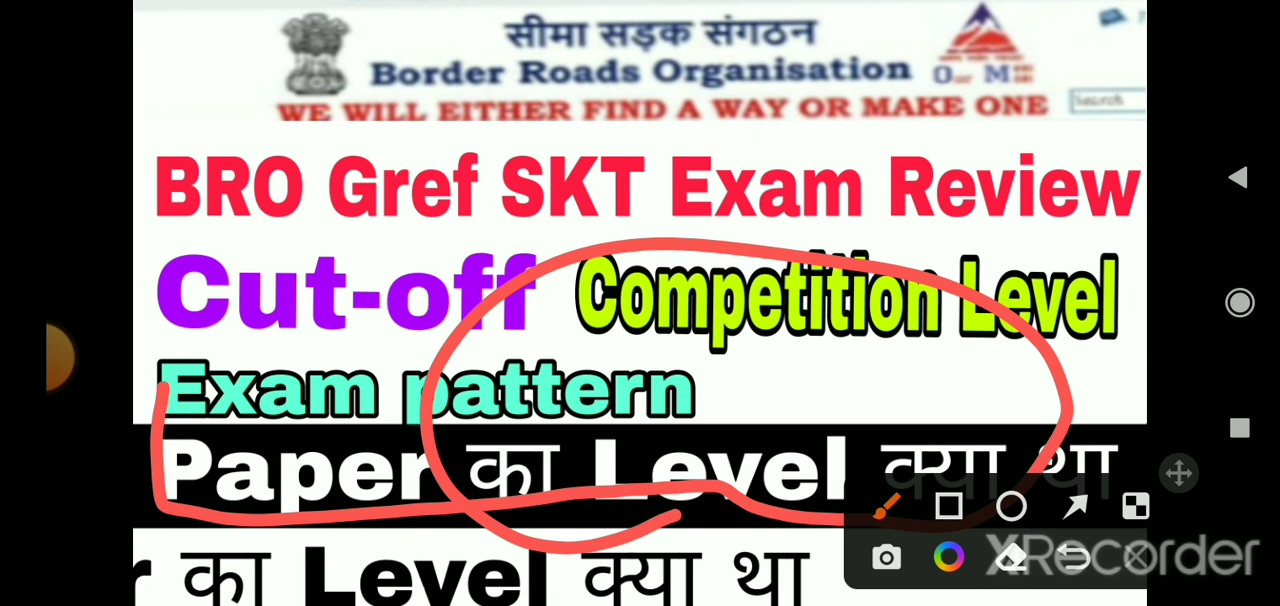 सीमा सड़क संगठन
Border Roads Organisation
WE WILL EITHER FIND A WAY OR MAKE ONE
Search
BRO Gref SKT Exam Review
Cut-off Competition Level
Exam pattern
Paper का Level क्या था
r का Level क्या था
XRecorder